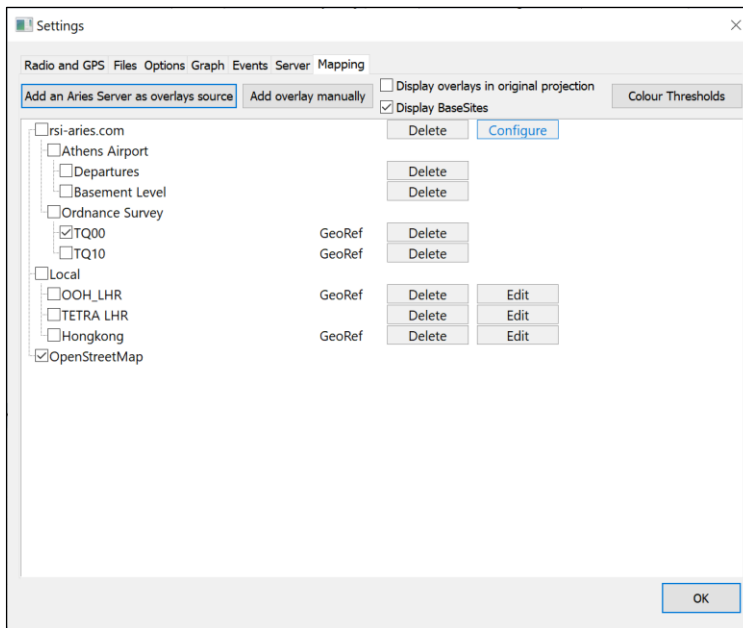 Settings
Radio and GPS Files Options Graph Events Server Mapping
Add an Aries Server as overlays source Add overlay manually Display overlays in original projection Colour Thresholds
Display BaseSites
rsi-aries.com Delete Configure
Athens Airport
Departures Delete
Basement Level Delete
Ordnance Survey
TQ00 GeoRef Delete
TQ10 GeoRef Delete
Local
OOH_LHR GeoRef Delete Edit
TETRA LHR Delete Edit
Hongkong GeoRef Delete Edit
OpenStreetMap
OK